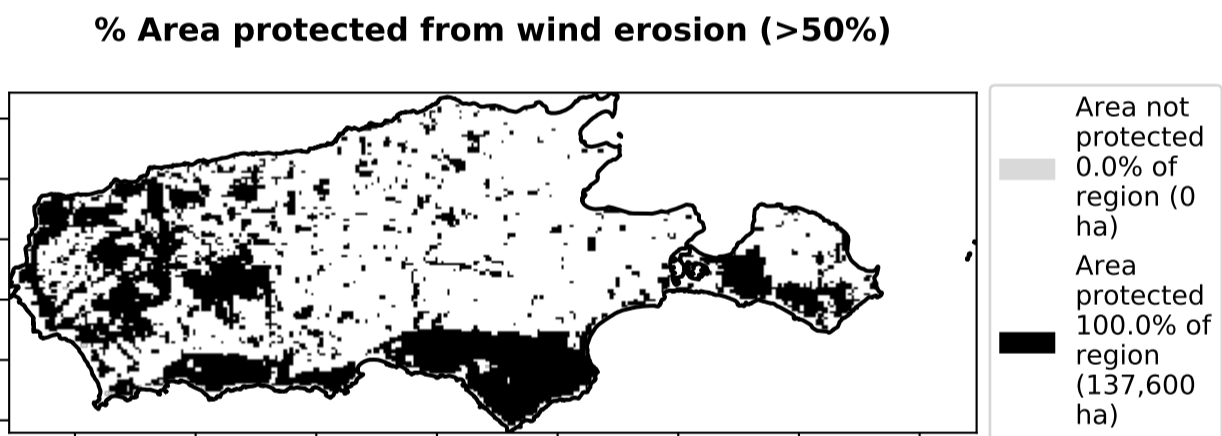 % Area protected from wind erosion (>50%)
Area not
protected
0.0% of
region (0
ha)
Area
protected
100.0% of
region
(137,600
ha)